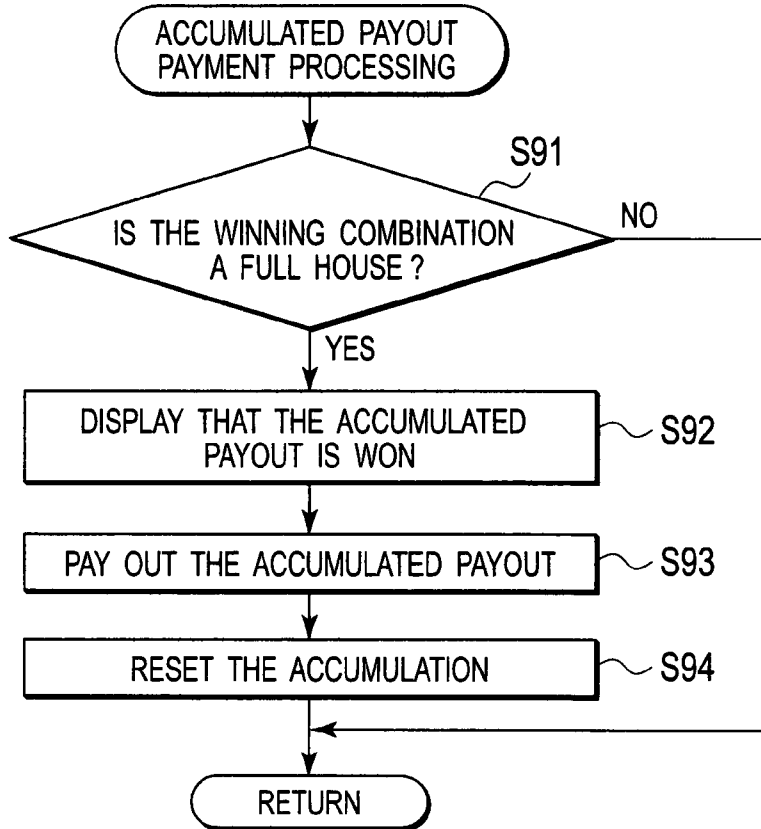 ACCUMULATED PAYOUT
PAYMENT PROCESSING
S91
IS THE WINNING COMBINATION
A FULL HOUSE?
NO
YES
DISPLAY THAT THE ACCUMULATED
PAYOUT IS WON
S92
PAY OUT THE ACCUMULATED PAYOUT
S93
RESET THE ACCUMULATION
S94
RETURN